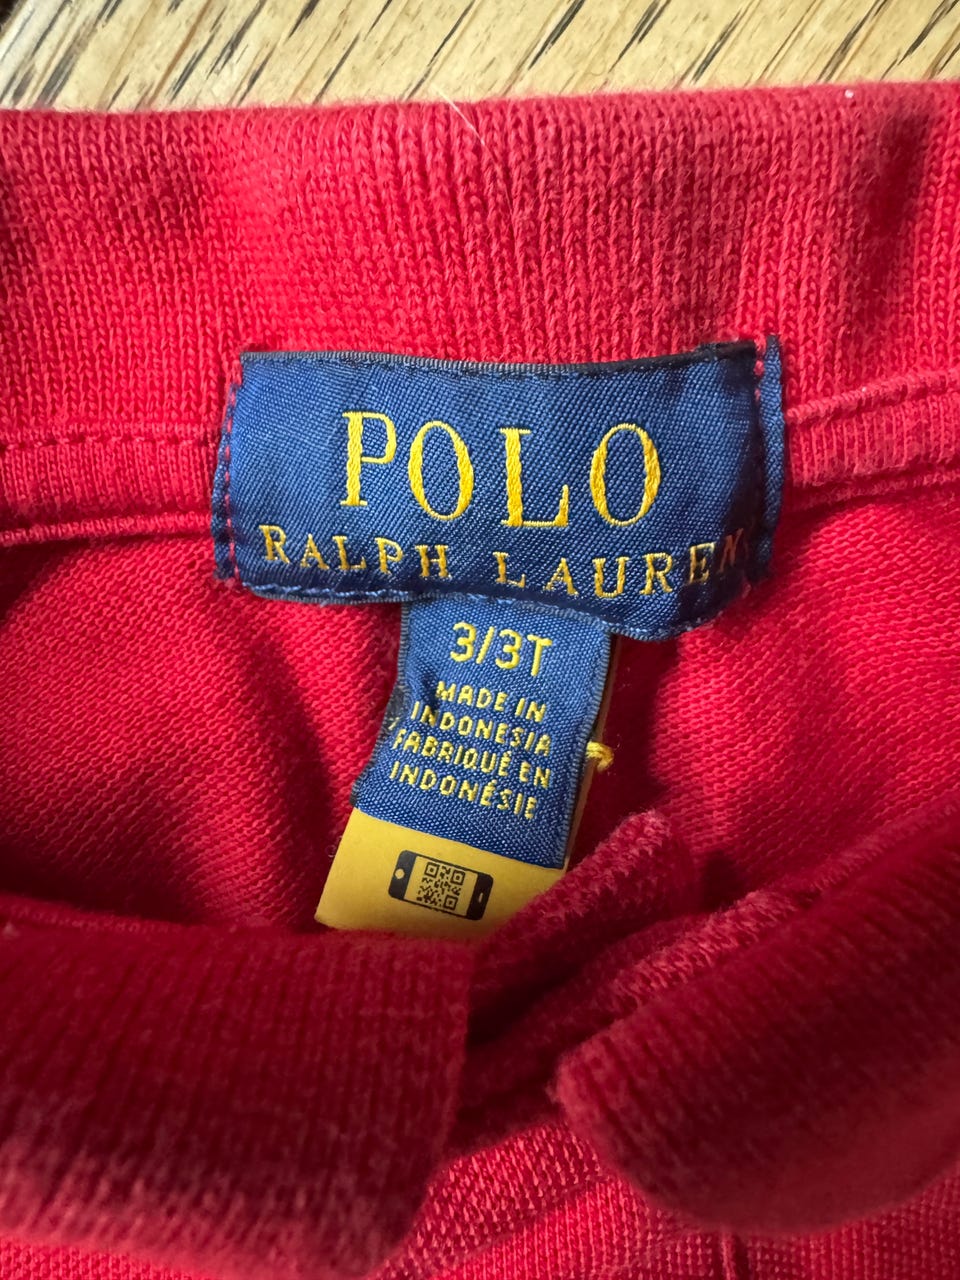 POLO
RALPH LAUREN
3/3T
MADE IN
INDONESIA
FABRIQUÉ EN
INDONÉSIE